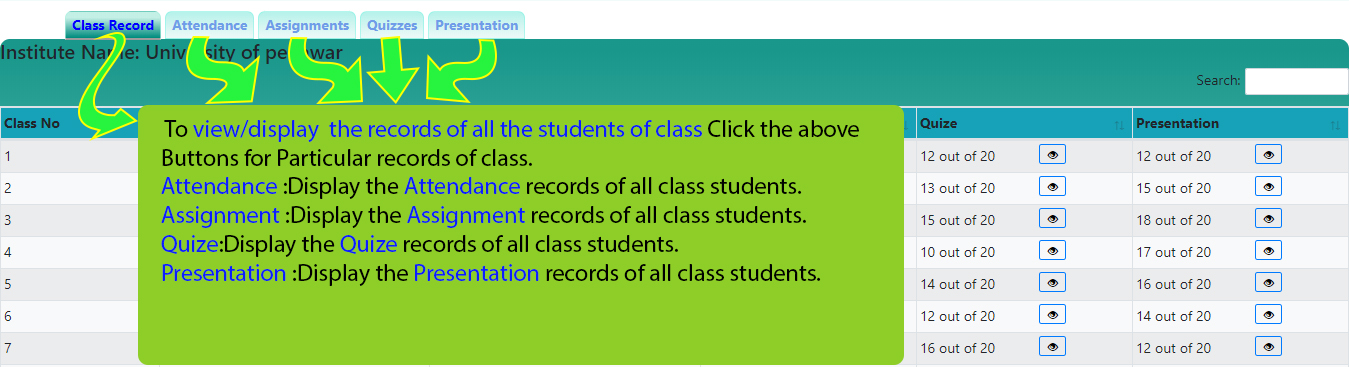 Class Record Attendance Assignments Quizzes Presentation
Institute Name: University of
Search:
Class No Quize Presentation
To view/display the records of all the students of class Click the above
Buttons for Particular records of class.
Attendance :Display the Attendance records of all class students.
Assignment :Display the Assignment records of all class students.
Quize:Display the Quize records of all class students.
Presentation :Display the Presentation records of all class students.
1 12 out of 20 12 out of 20
2 13 out of 20 15 out of 20
3 15 out of 20 18 out of 20
4 10 out of 20 17 out of 20
5 14 out of 20 16 out of 20
6 12 out of 20 14 out of 20
7 16 out of 20 12 out of 20